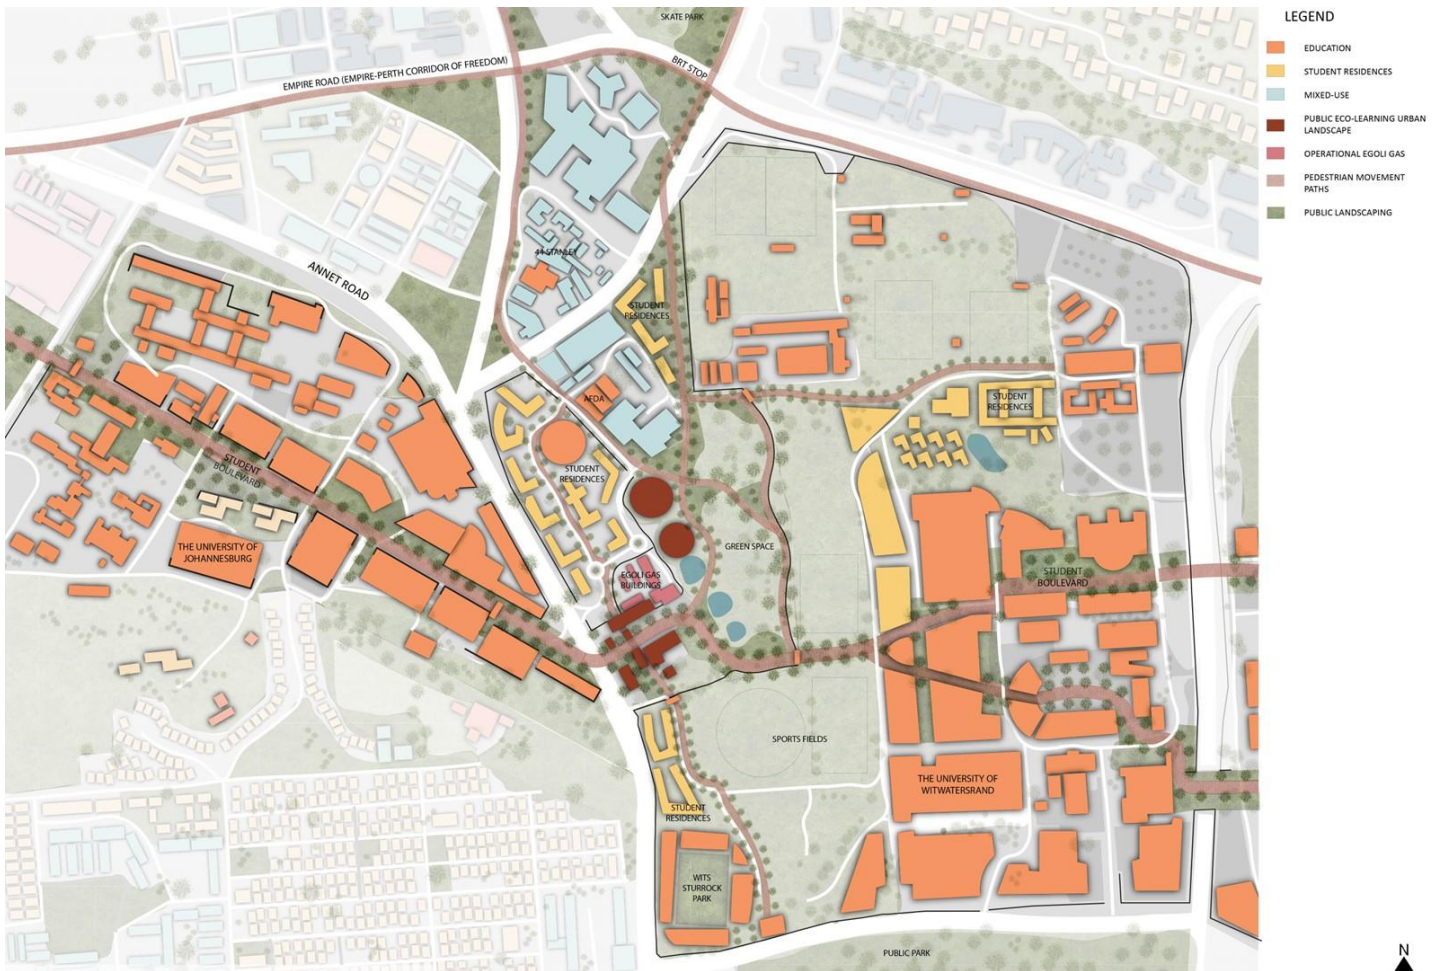 SKATE PARK
LEGEND
EDUCATION
STUDENT RESIDENCES
MIXED-USE
PUBLIC ECO-LEARNING URBAN
LANDSCAPE
OPERATIONAL EGOLI GAS
PEDESTRIAN MOVEMENT
PATHS
PUBLIC LANDSCAPING
EMPIRE ROAD (EMPIRE-PERTH CORRIDOR OF FREEDOM)
BRT STOP
44 STANLEY
ANNET ROAD
STUDENT
RESIDENCES
AFDA
STUDENT
RESIDENCES
STUDENT
BOULEVARD
STUDENT
RESIDENCES
THE UNIVERSITY OF
JOHANNESBURG
GREEN SPACE
EGOLI GAS
BUILDINGS
STUDENT
BOULEVARD
SPORTS FIELDS
THE UNIVERSITY OF
WITWATERSRAND
STUDENT
RESIDENCES
WITS
STURROCK
PARK
PUBLIC PARK
N